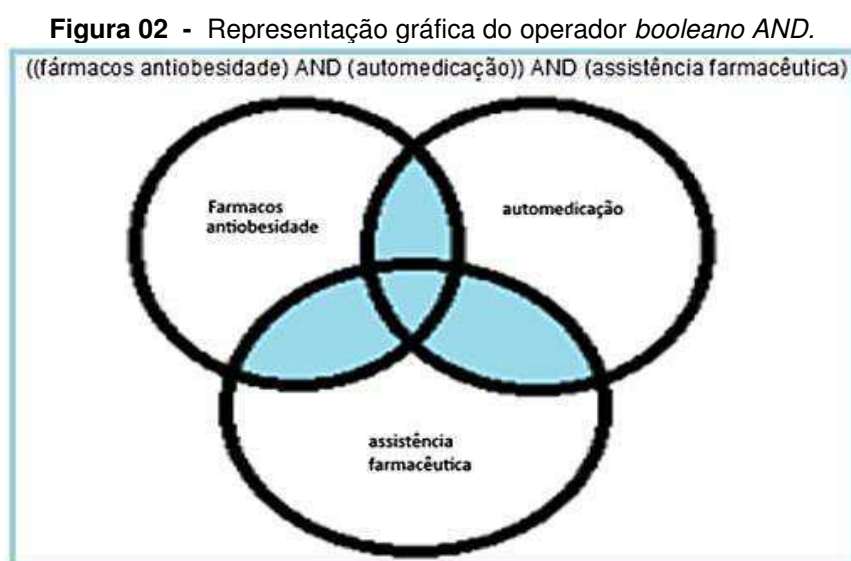 Figura 02 - Representação gráfica do operador booleano AND.
((fármacos antiobesidade) AND (automedicação)) AND (assistência farmacêutica)
Farmacos
antiobesidade
automedicação
assistência
farmacêutica